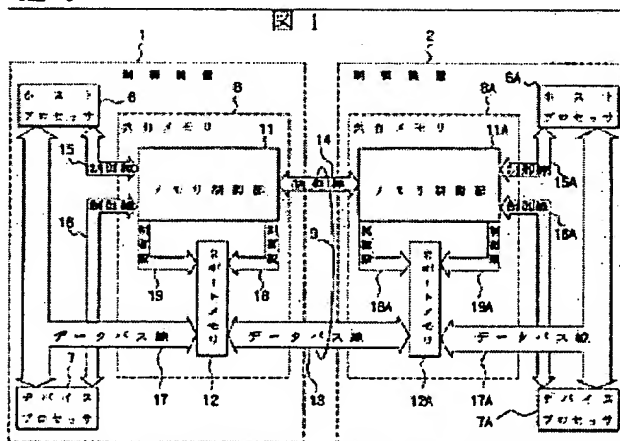 図 1
1
2
制御装置
制御装置
6
8
8A
6A
ホスト
プロセッサ
共有メモリ
11
14
共有メモリ
11A
ホスト
プロセッサ
15
制御線
メモリ制御部
制御線
メモリ制御部
制御線
15A
16
制御線
制御線
16A
制御線
制御線
制御線
制御線
9
19
18
18A
19A
2ポートメモリ
2ポートメモリ
データバス線
データバス線
データバス線
7
17
12
13
12A
17A
デバイス
プロセッサ
7A
デバイス
プロセッサ